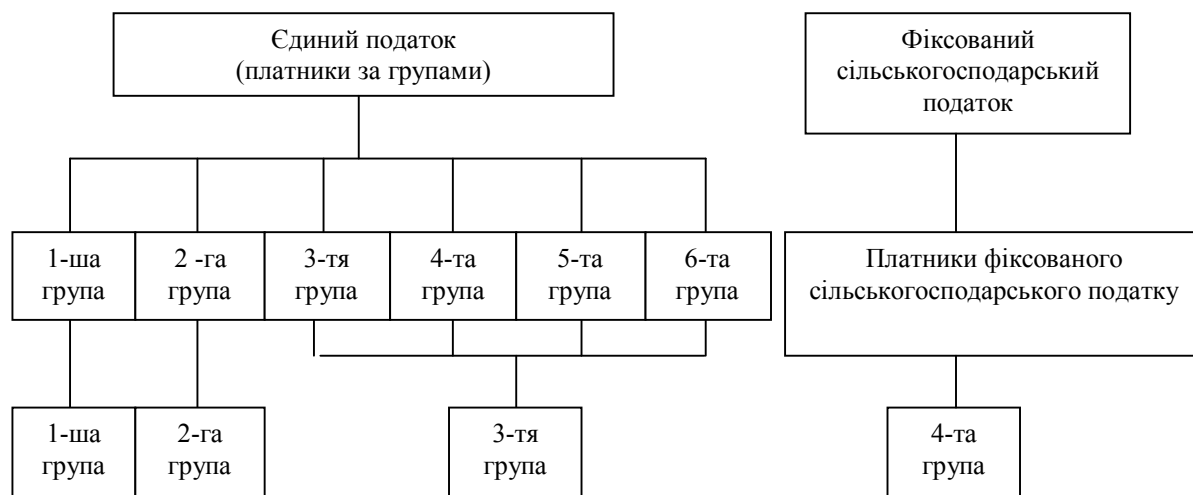 Єдиний податок
(платники за групами)
Фіксований
сільськогосподарський
податок
1-ша
група
2 -га
група
3-тя
група
4-та
група
5-та
група
6-та
група
Платники фіксованого
сільськогосподарського податку
1-ша
група
2-га
група
3-тя
група
4-та
група